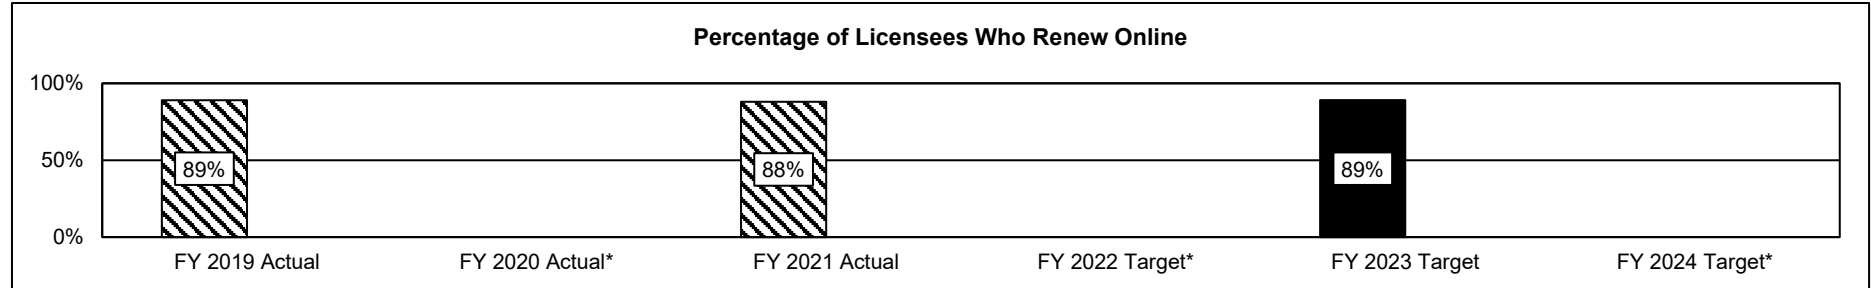 Percentage of Licensees Who Renew Online
100%
50%
0%
89%
88%
89%
FY 2019 Actual
FY 2020 Actual*
FY 2021 Actual
FY 2022 Target*
FY 2023 Target
FY 2024 Target*